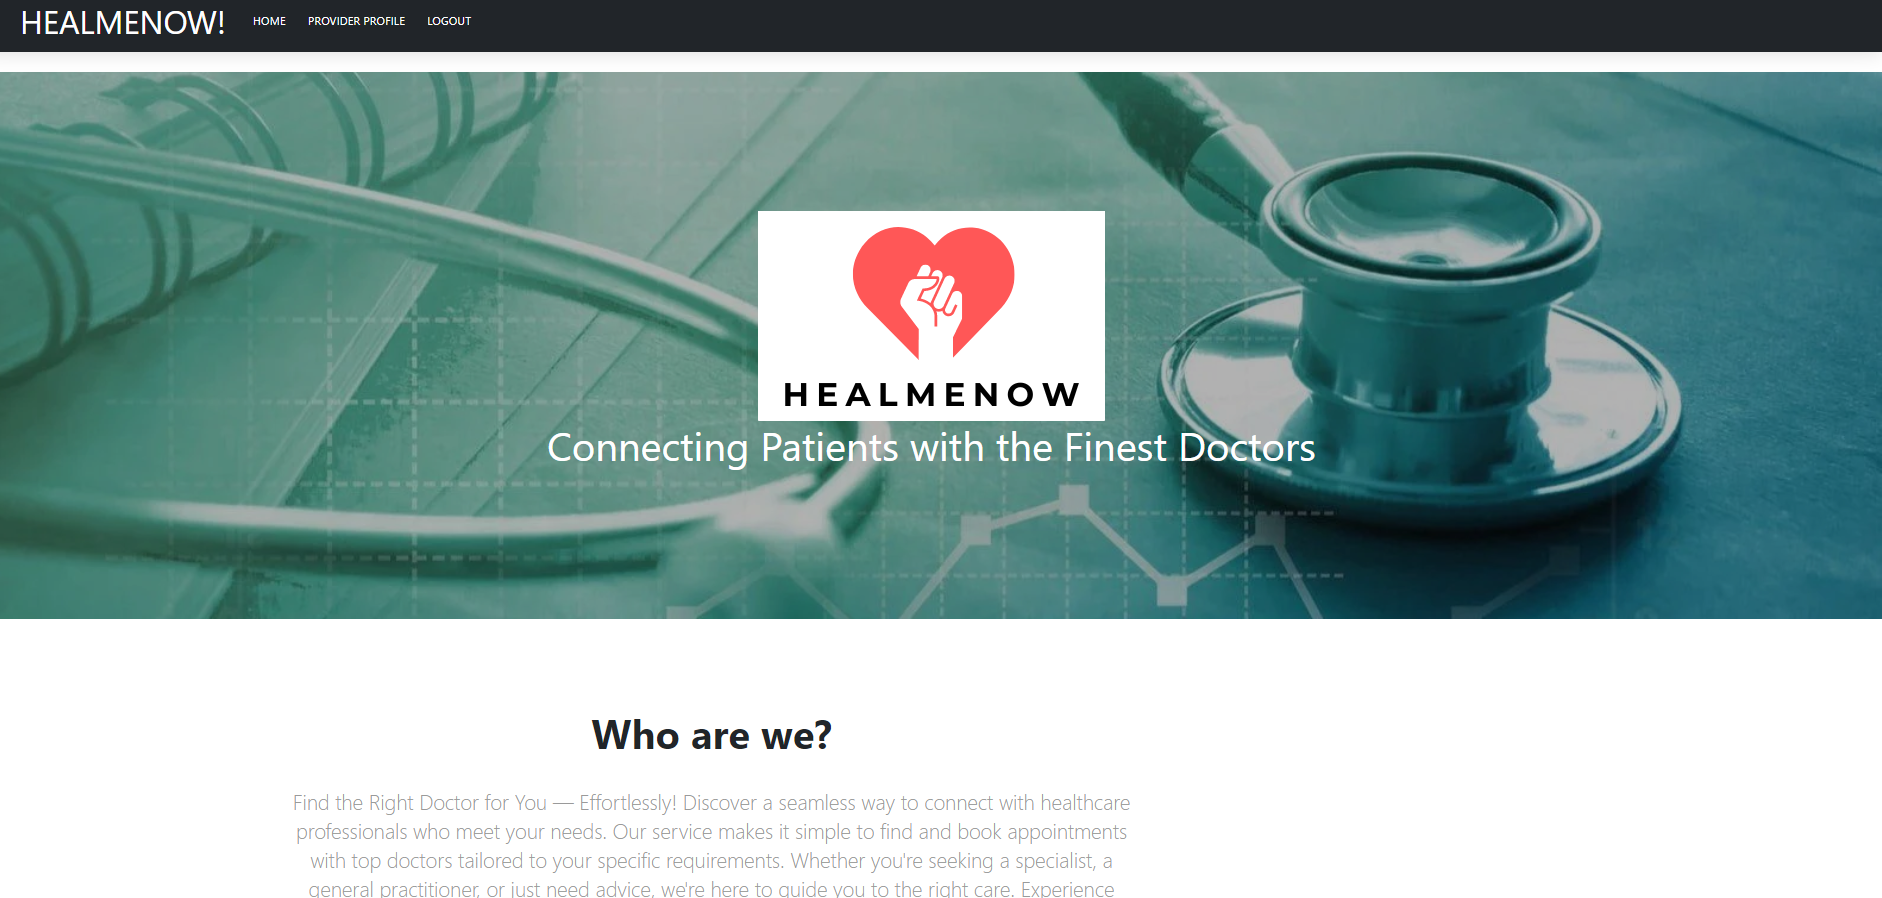 HEALMENOW! HOME PROVIDER PROFILE LOGOUT
HEALMENOW
Connecting Patients with the Finest Doctors
Who are we?
Find the Right Doctor for You — Effortlessly! Discover a seamless way to connect with healthcare
professionals who meet your needs. Our service makes it simple to find and book appointments
with top doctors tailored to your specific requirements. Whether you're seeking a specialist, a
general practitioner, or just need advice, we're here to guide you to the right care. Experience